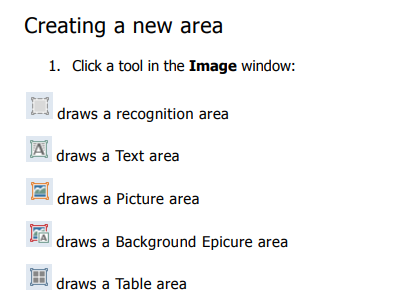 Creating a new area
1. Click a tool in the Image window:
draws a recognition area
A draws a Text area
draws a Picture area
A draws a Background Epicure area
draws a Table area